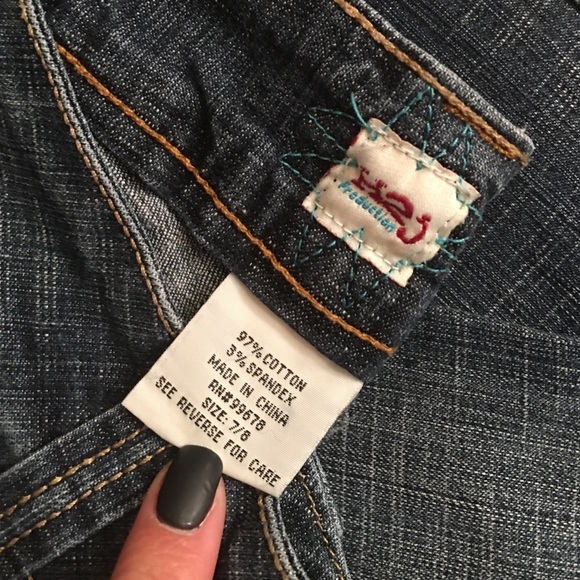 Production
97% COTTON
3% SPANDEX
MADE IN CHINA
RN#99678
SIZE: 7/8
SEE REVERSE FOR CARE